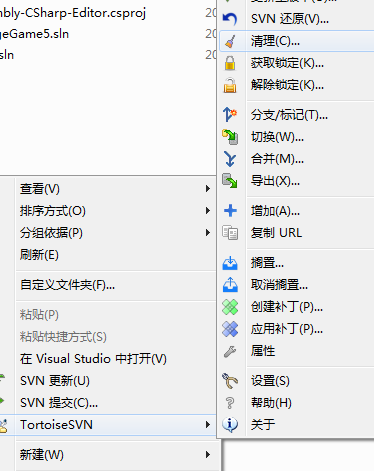 mbly-CSharp-Editor.csproj
geGame5.sln
sln
查看(V)
排序方式(O)
分组依据(P)
刷新(E)
自定义文件夹(F)...
粘贴(P)
粘贴快捷方式(S)
在 Visual Studio 中打开(V)
SVN 更新(U)
SVN 提交(C)...
TortoiseSVN
新建(W)
SVN 还原(V)...
清理(C)...
获取锁定(K)...
解除锁定(K)...
分支/标记(T)...
切换(W)...
合并(M)...
导出(X)...
增加(A)...
复制 URL
搁置...
取消搁置...
创建补丁(P)...
应用补丁(P)...
属性
设置(S)
帮助(H)
关于